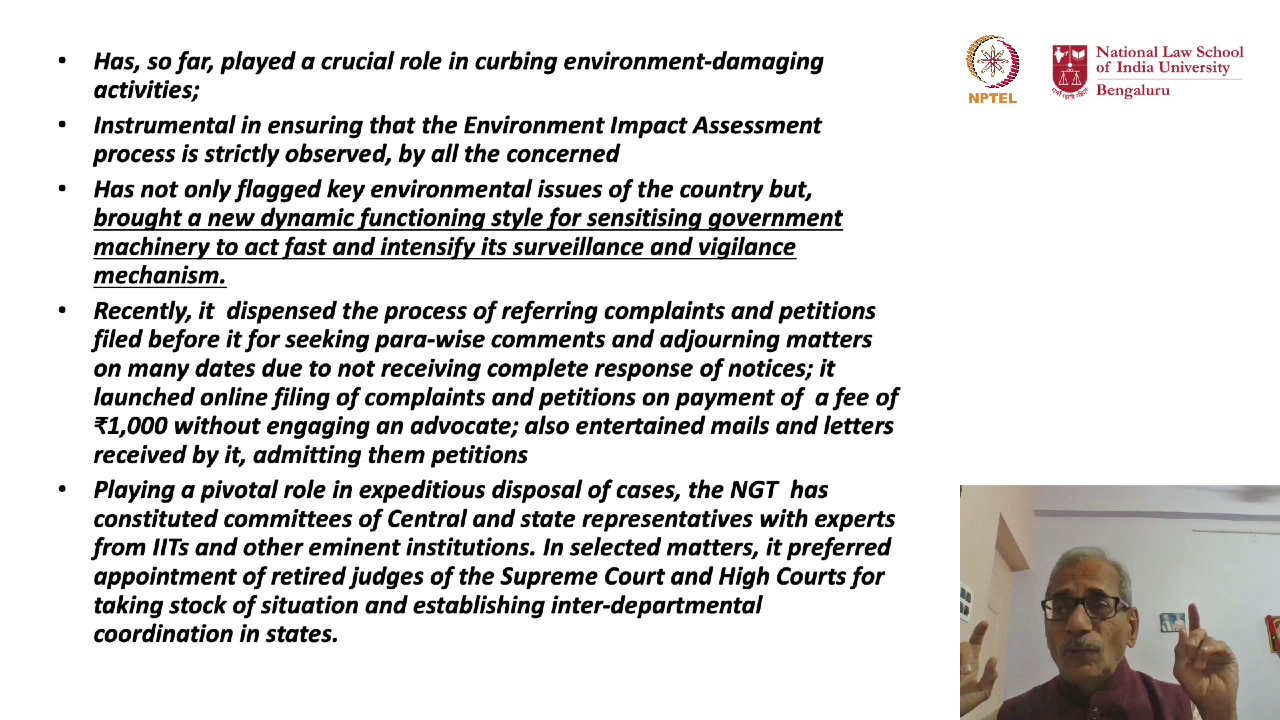 • Has, so far, played a crucial role in curbing environment-damaging
activities;
• Instrumental in ensuring that the Environment Impact Assessment
process is strictly observed, by all the concerned
• Has not only flagged key environmental issues of the country but,
brought a new dynamic functioning style for sensitising government
machinery to act fast and intensify its surveillance and vigilance
mechanism.
• Recently, it dispensed the process of referring complaints and petitions
filed before it for seeking para-wise comments and adjourning matters
on many dates due to not receiving complete response of notices; it
launched online filing of complaints and petitions on payment of a fee of
₹1,000 without engaging an advocate; also entertained mails and letters
received by it, admitting them petitions
• Playing a pivotal role in expeditious disposal of cases, the NGT has
constituted committees of Central and state representatives with experts
from IITs and other eminent institutions. In selected matters, it preferred
appointment of retired judges of the Supreme Court and High Courts for
taking stock of situation and establishing inter-departmental
coordination in states.
NPTEL
National Law School
of India University
Bengaluru